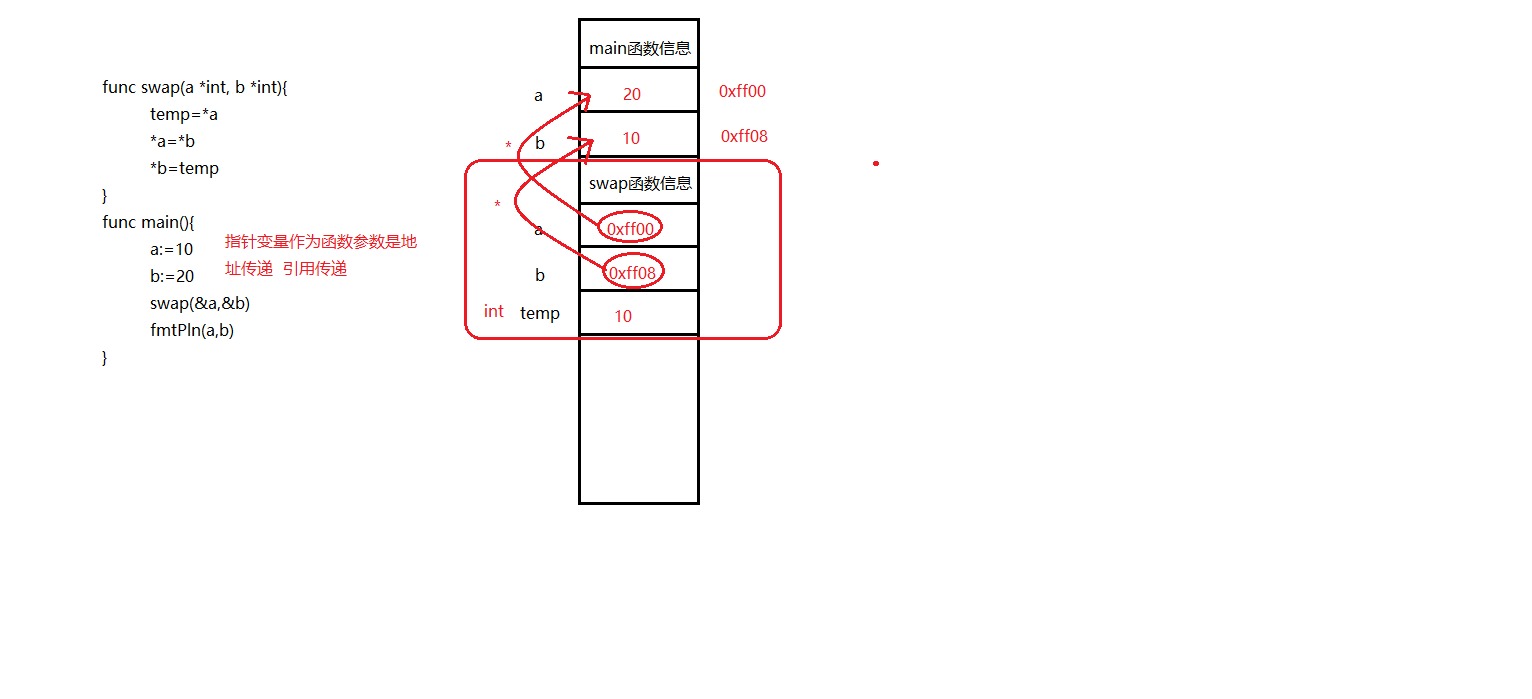 func swap(a *int, b *int){
temp=*a
*a=*b
*b=temp
}
func main(){
a:=10
b:=20
swap(&a,&b)
fmtPln(a,b)
}
指针变量作为函数参数是地
址传递 引用传递
main函数信息
a 20 0xff00
* b 10 0xff08
swap函数信息
*
a 0xff00
b 0xff08
int temp 10